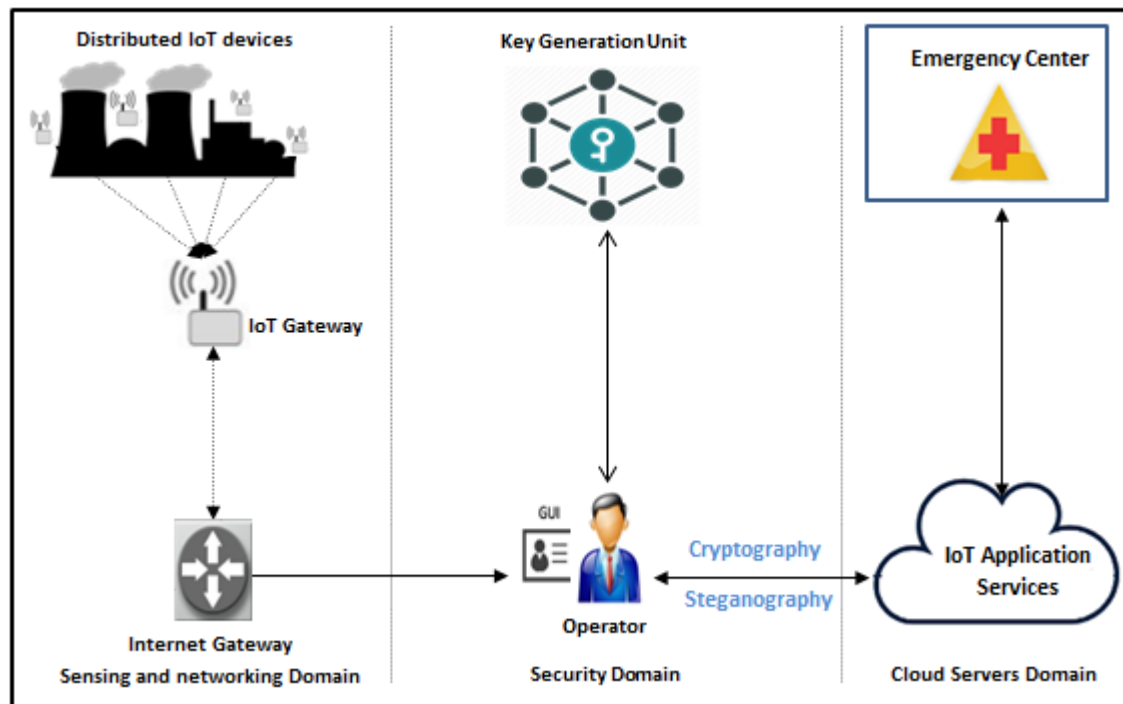 Distributed IoT devices
IoT Gateway
Internet Gateway
Sensing and networking Domain
Key Generation Unit
GUI
Operator
Security Domain
Cryptography
Steganography
Emergency Center
IoT Application
Services
Cloud Servers Domain